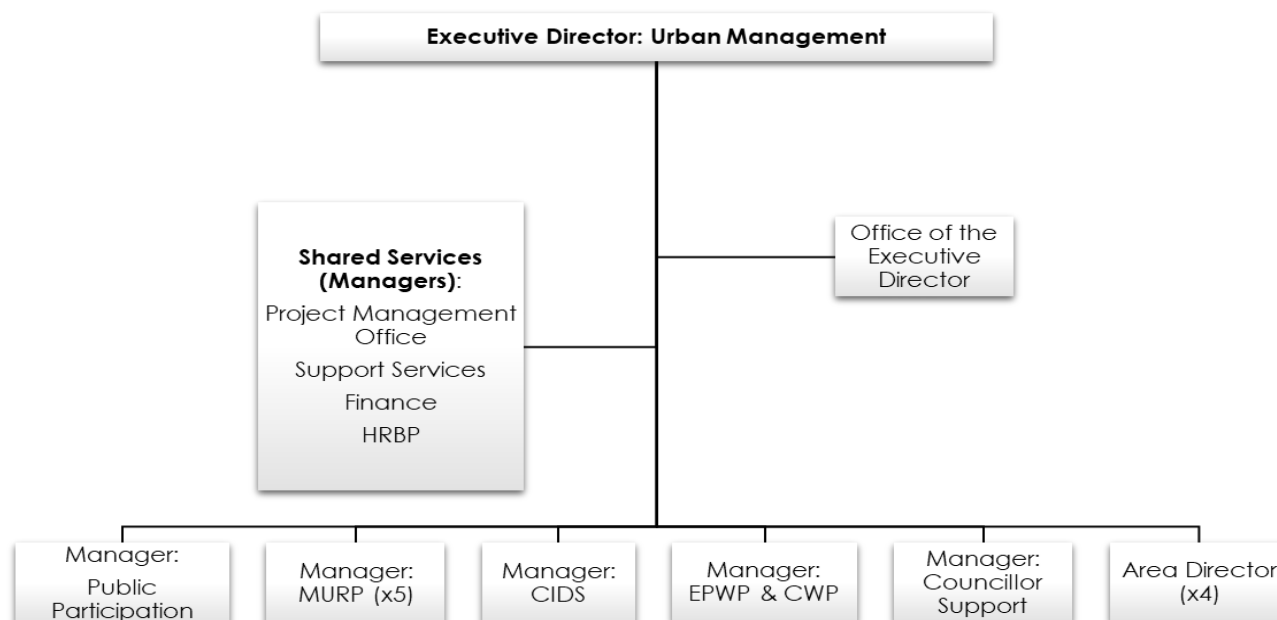 Executive Director: Urban Management
Shared Services
(Managers):
Project Management
Office
Support Services
Finance
HRBP
Office of the
Executive
Director
Manager:
Public
Participation
Manager:
MURP (x5)
Manager:
CIDS
Manager:
EPWP & CWP
Manager:
Councillor
Support
Area Director
(x4)